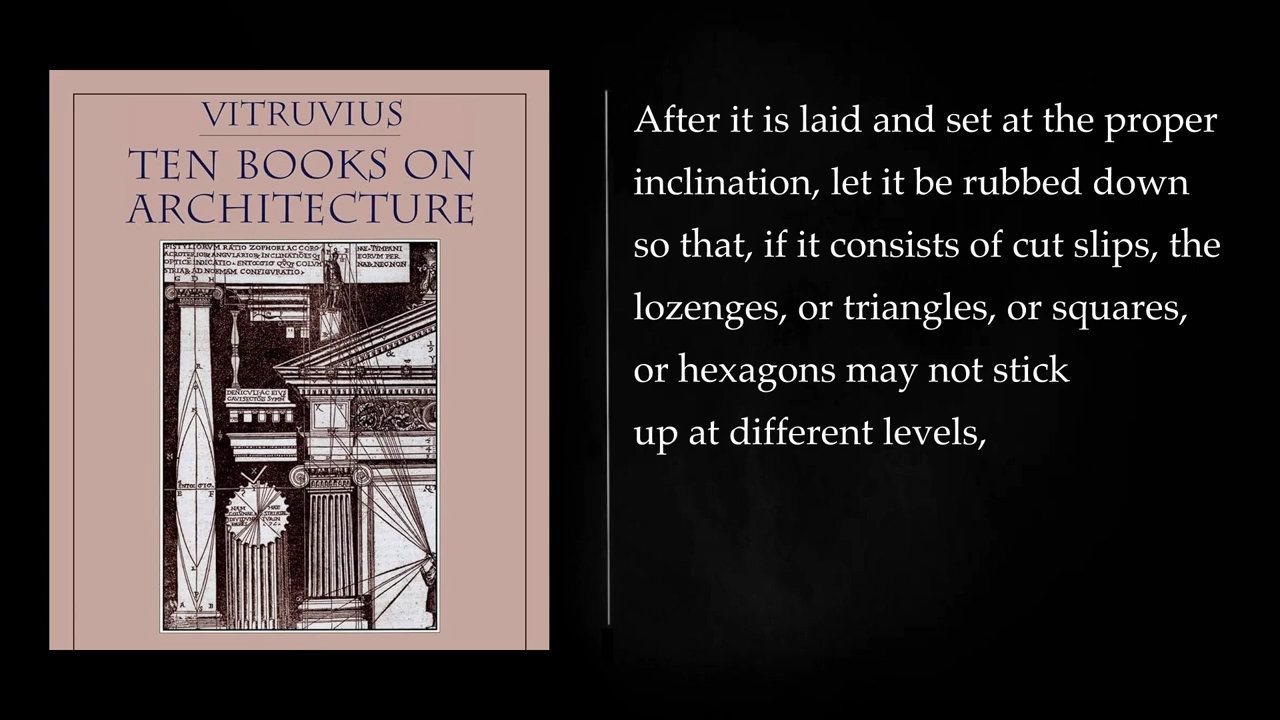 VITRUVIUS
TEN BOOKS ON
ARCHITECTURE
After it is laid and set at the proper
inclination, let it be rubbed down
so that, if it consists of cut slips, the
lozenges, or triangles, or squares,
or hexagons may not stick
up at different levels,